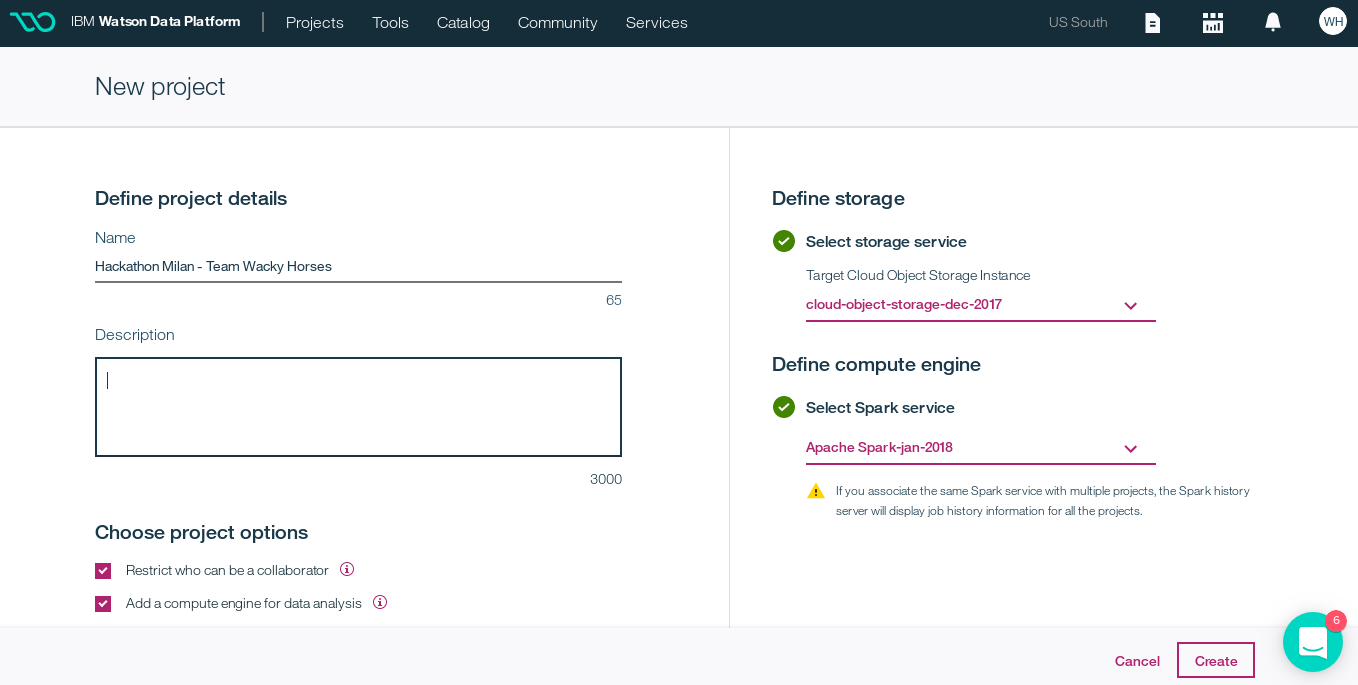 IBM Watson Data Platform Projects Tools Catalog Community Services US South WH
New project
Define project details
Name
Hackathon Milan - Team Wacky Horses
65
Description
3000
Choose project options
Restrict who can be a collaborator
Add a compute engine for data analysis
Define storage
Select storage service
Target Cloud Object Storage Instance
cloud-object-storage-dec-2017
Define compute engine
Select Spark service
Apache Spark-jan-2018
If you associate the same Spark service with multiple projects, the Spark history
server will display job history information for all the projects.
6
Cancel Create